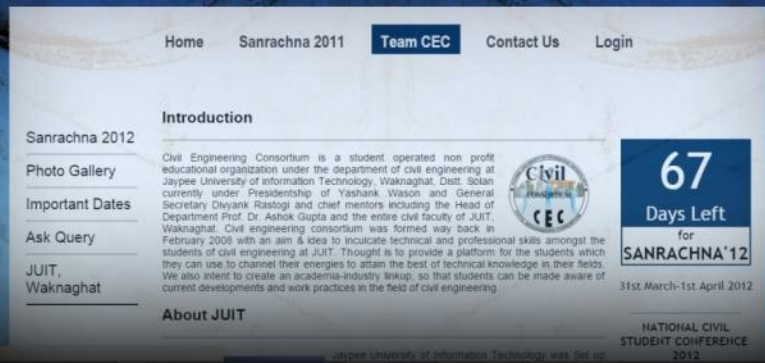 Home Sanrachna 2011 Team CEC Contact Us Login
Sanrachna 2012
Photo Gallery
Important Dates
Ask Query
JUIT,
Waknaghat
Introduction
Civil Engineering Consortium is a student operated non profit
educational organization under the department of civil engineering at
Jaypee University of Information Technology, Waknaghat, Distt. Solan
currently under Presidentship of Yashank Wason and General
Secretary Divyank Rastogi and chief mentors including the Head of
Department Prof. Dr. Ashok Gupta and the entire civil faculty of JUIT,
Waknaghat. Civil engineering consortium was formed way back in
February 2008 with an aim & idea to inculcate technical and professional skills amongst the
students of civil engineering at JUIT. Thought is to provide a platform for the students which
they can use to channel their energies to attain the best of technical knowledge in their fields.
We also intent to create an academia-industry linkup, so that students can be made aware of
current developments and work practices in the field of civil engineering.
Civil
CEC
About JUIT
Jaypee University of Information Technology was Set up
67
Days Left
for
SANRACHNA'12
31st March-1st April 2012
NATIONAL CIVIL
STUDENT CONFERENCE
2012